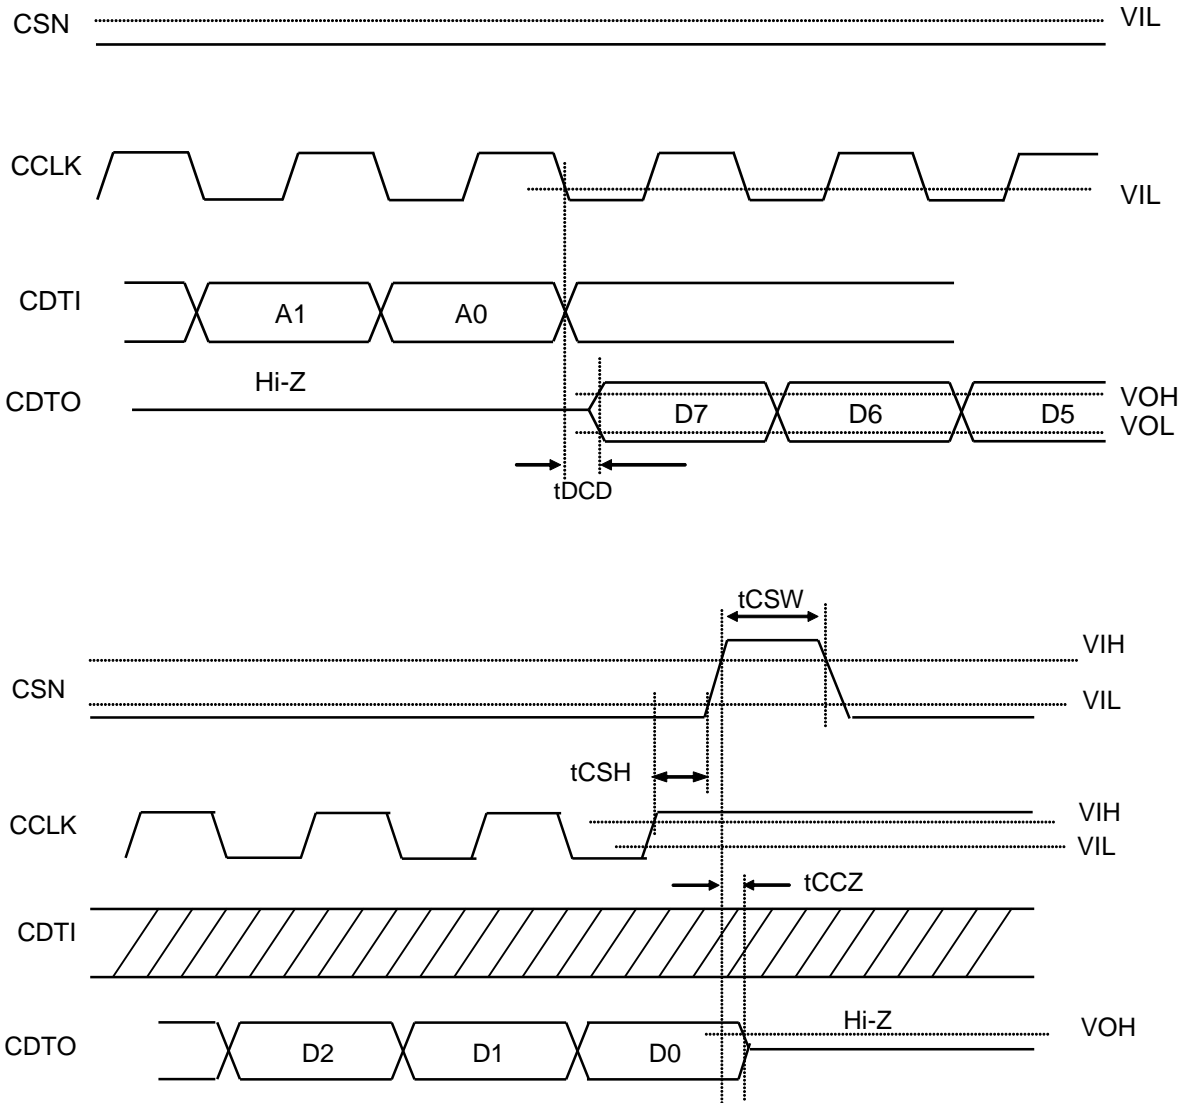 CSN
VIL
CCLK
VIL
CDTI
A1
A0
Hi-Z
CDTO
D7
D6
D5
VOH
VOL
tDCD
tCSW
VIH
CSN
VIL
tCSH
CCLK
VIH
VIL
tCCZ
CDTI
CDTO
D2
D1
D0
Hi-Z
VOH